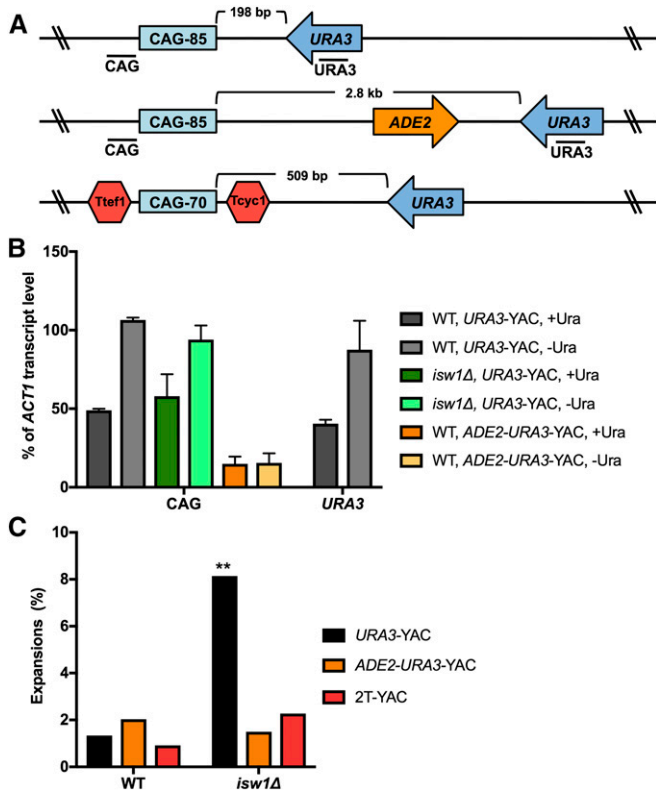 A
198 bp
CAG-85
URA3
CAG
URA3
2.8 kb
CAG-85
ADE2
URA3
CAG
URA3
509 bp
Ttef1
CAG-70
Tcyc1
URA3
B
% of ACT1 transcript level
150
100
50
0
CAG
URA3
WT, URA3-YAC, +Ura
WT, URA3-YAC, -Ura
isw1Δ, URA3-YAC, +Ura
isw1Δ, URA3-YAC, -Ura
WT, ADE2-URA3-YAC, +Ura
WT, ADE2-URA3-YAC, -Ura
C
Expansions (%)
10
8
6
4
2
0
**
WT
isw1Δ
URA3-YAC
ADE2-URA3-YAC
2T-YAC